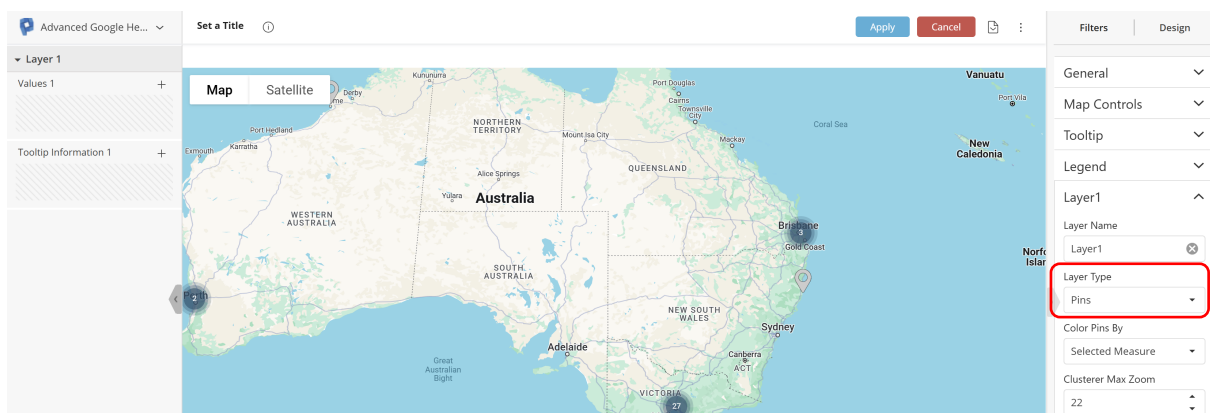 Advanced Google He...
Set a Title
Apply
Cancel
Filters
Design
Layer 1
Values 1
Tooltip Information 1
Map
Satellite
Kununurra
Derby
Port Hedland
Karratha
Exmouth
NORTHERN
TERRITORY
Mount Isa City
Port Douglas
Cairns
Townsville
City
Mackay
Coral Sea
Vanuatu
Port Vila
New
Caledonia
Alice Springs
Yulara
Australia
QUEENSLAND
WESTERN
AUSTRALIA
SOUTH
AUSTRALIA
Brisbane
3
Gold Coast
2
NEW SOUTH
WALES
Sydney
Adelaide
Canberra
ACT
Great
Australian
Bight
VICTORIA
27
General
Map Controls
Tooltip
Legend
Layer1
Layer Name
Layer1
Layer Type
Pins
Color Pins By
Selected Measure
Clusterer Max Zoom
22